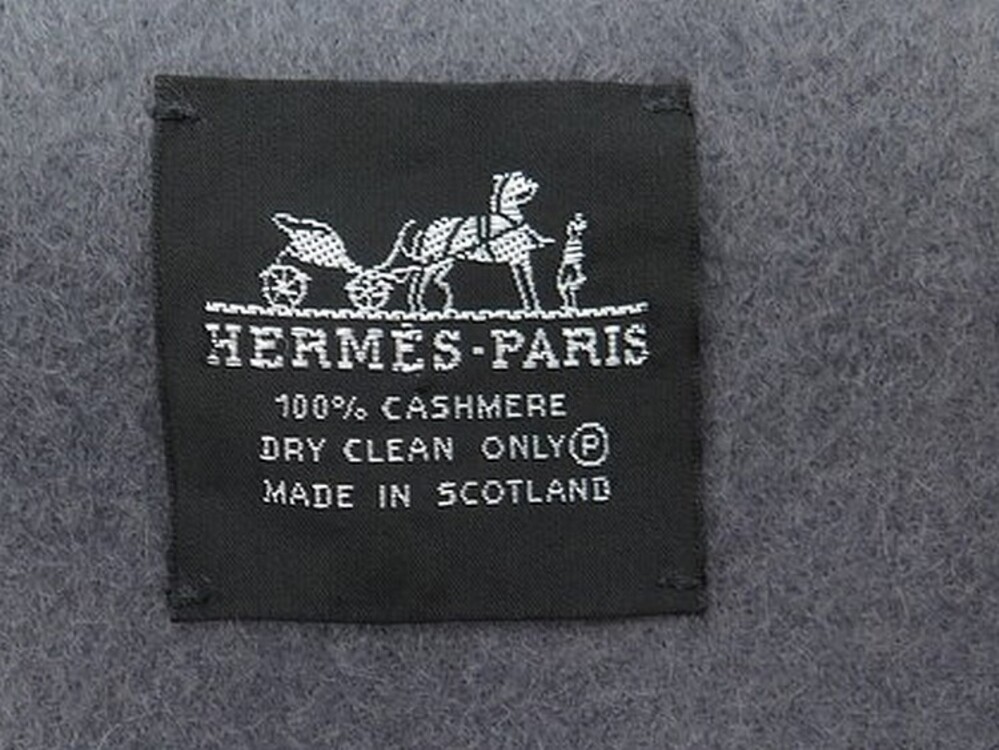 HERMÈS-PARIS
100% CASHMERE
DRY CLEAN ONLY Ⓟ
MADE IN SCOTLAND